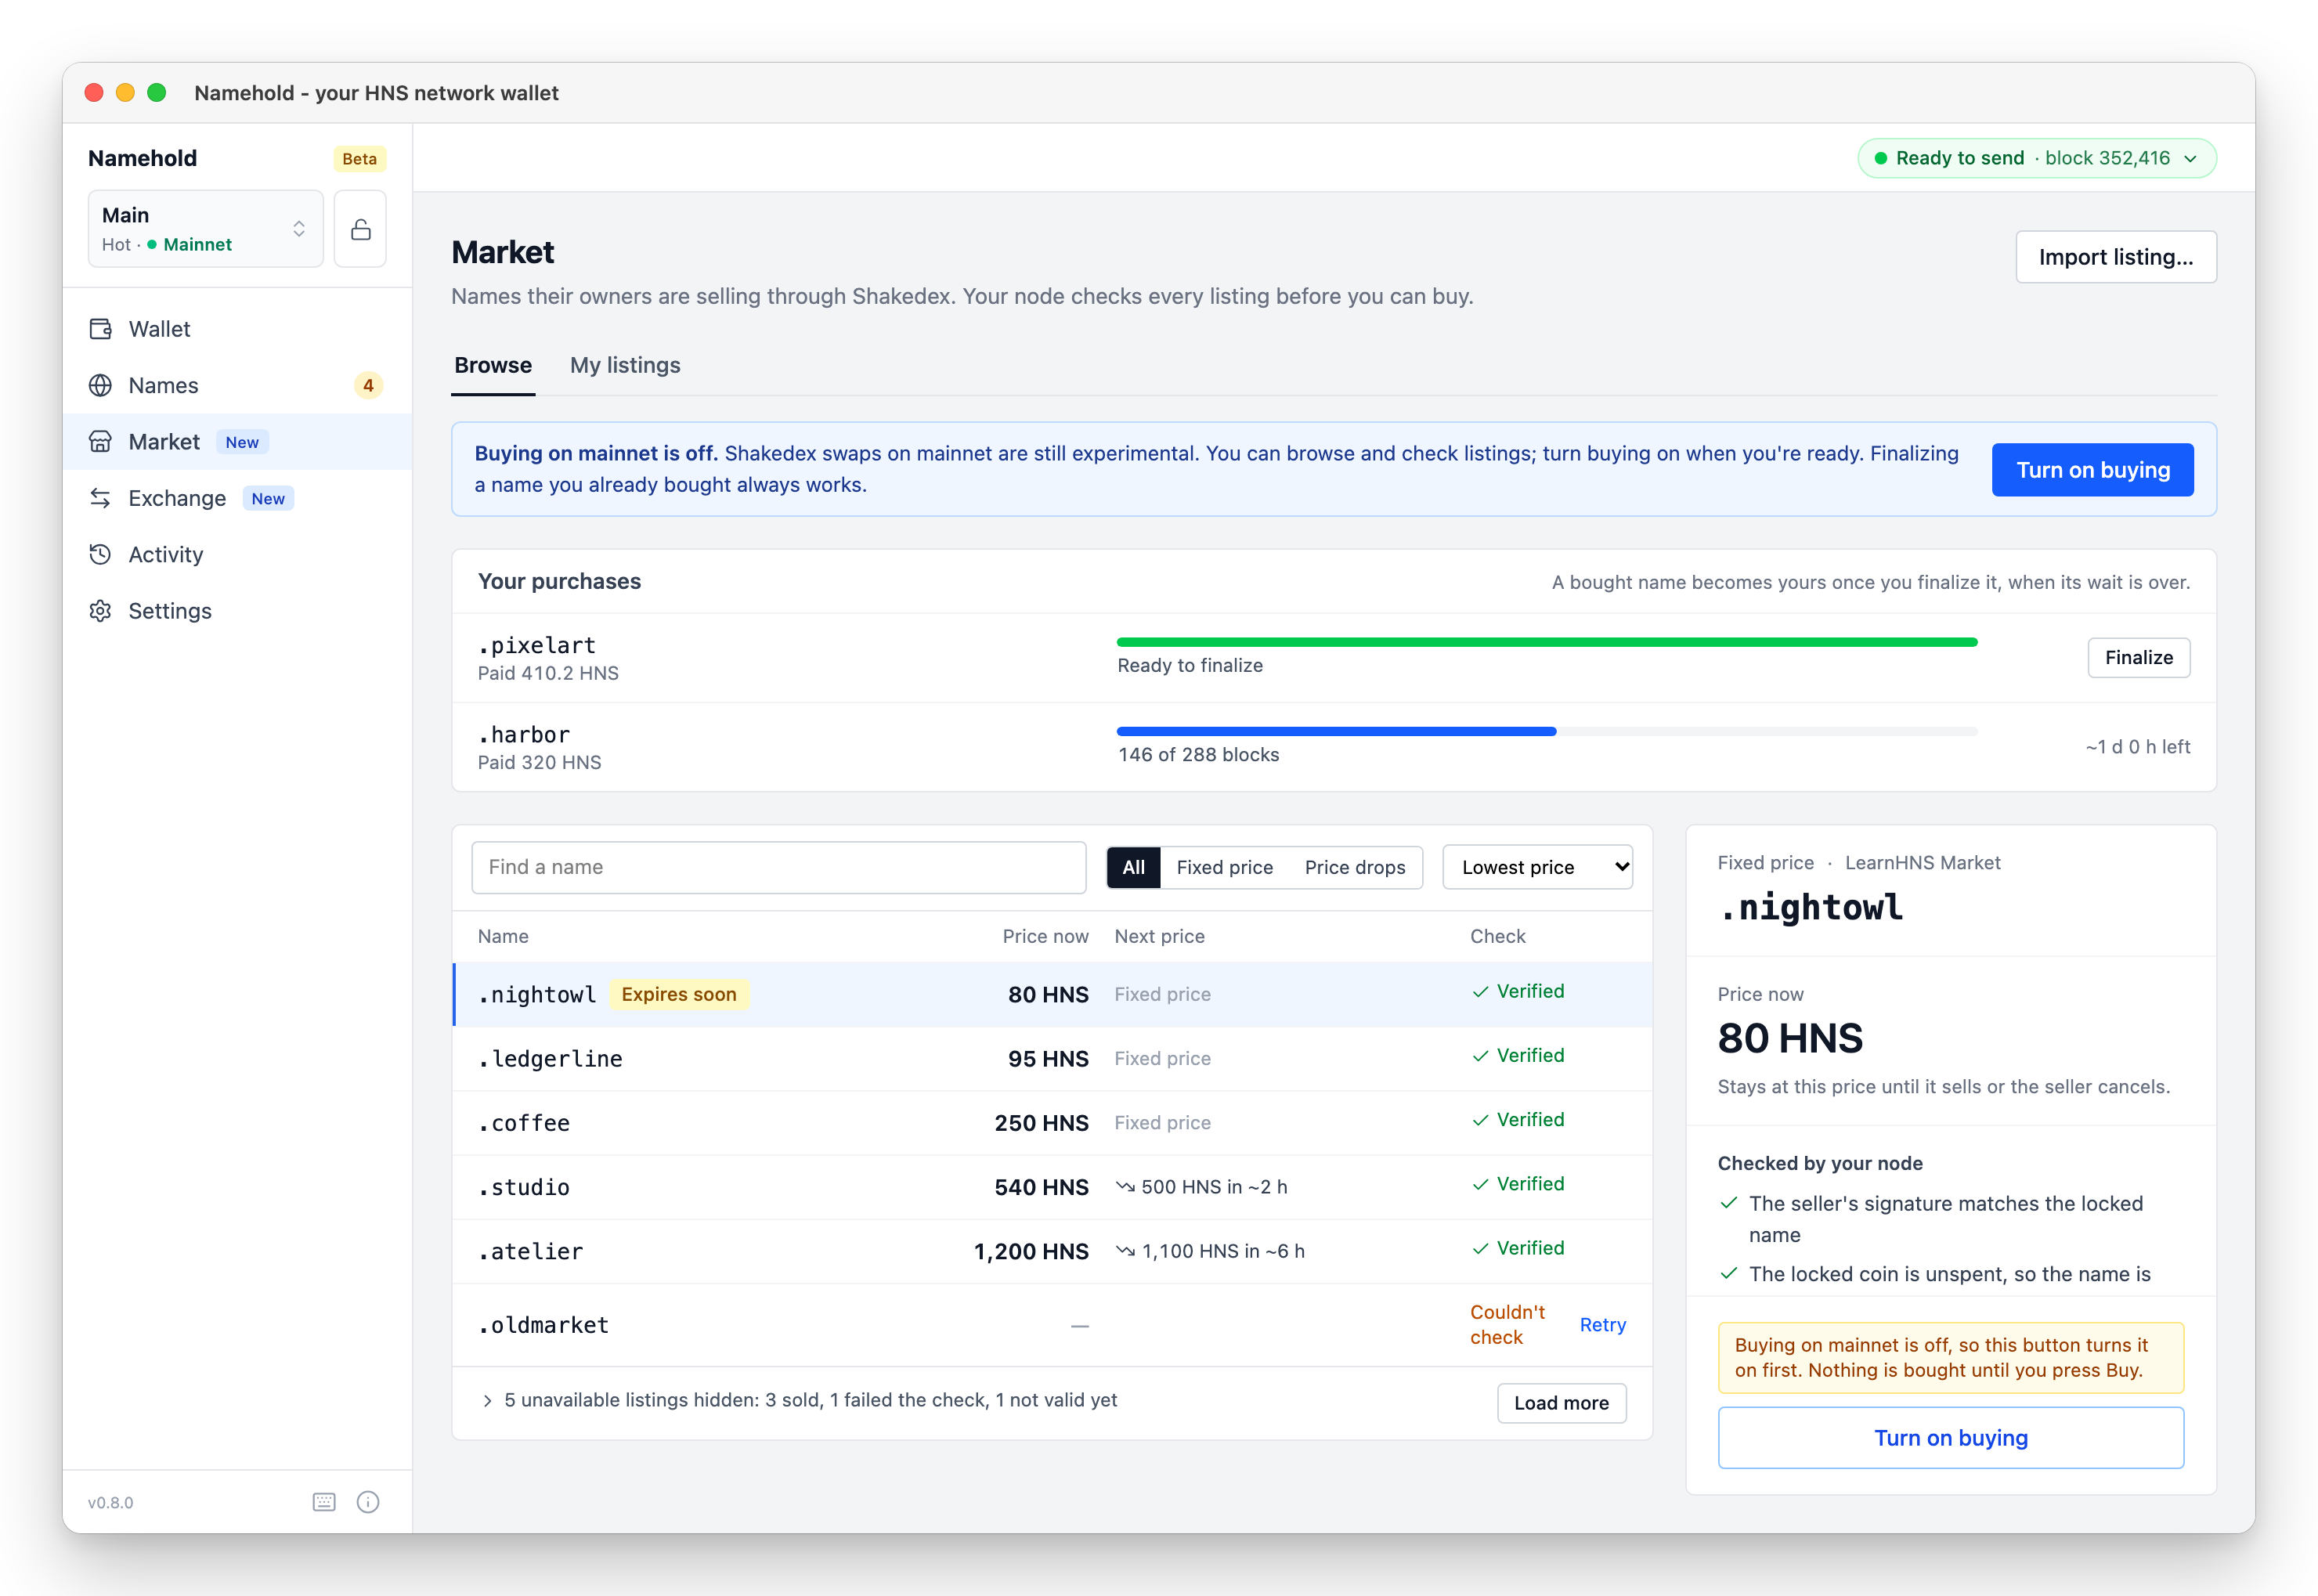 Namehold - your HNS network wallet
Namehold
Beta
Main
Hot · Mainnet
Wallet
Names
4
Market
New
Exchange
New
Activity
Settings
v0.8.0
Ready to send · block 352,416
Market
Import listing...
Names their owners are selling through Shakedex. Your node checks every listing before you can buy.
Browse
My listings
Buying on mainnet is off. Shakedex swaps on mainnet are still experimental. You can browse and check listings; turn buying on when you're ready. Finalizing
a name you already bought always works.
Turn on buying
Your purchases
A bought name becomes yours once you finalize it, when its wait is over.
.pixelart
Paid 410.2 HNS
Ready to finalize
Finalize
.harbor
Paid 320 HNS
146 of 288 blocks
~1 d 0 h left
Find a name
All
Fixed price
Price drops
Lowest price
Name
Price now
Next price
Check
.nightowl
Expires soon
80 HNS
Fixed price
Verified
.ledgerline
95 HNS
Fixed price
Verified
.coffee
250 HNS
Fixed price
Verified
.studio
540 HNS
500 HNS in ~2 h
Verified
.atelier
1,200 HNS
1,100 HNS in ~6 h
Verified
.oldmarket
—
Couldn't
check
Retry
5 unavailable listings hidden: 3 sold, 1 failed the check, 1 not valid yet
Load more
Fixed price · LearnHNS Market
.nightowl
Price now
80 HNS
Stays at this price until it sells or the seller cancels.
Checked by your node
The seller's signature matches the locked
name
The locked coin is unspent, so the name is
Buying on mainnet is off, so this button turns it
on first. Nothing is bought until you press Buy.
Turn on buying